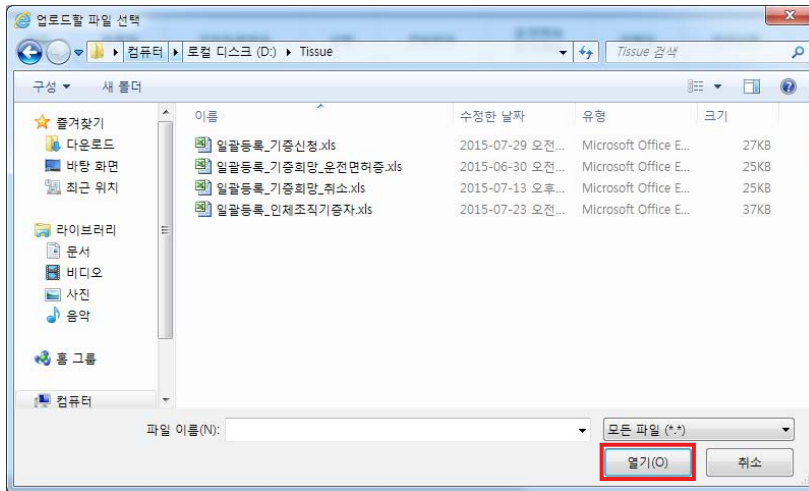 업로드할 파일 선택
컴퓨터 로컬 디스크 (D:) Tissue
Tissue 검색
구성 새 폴더
이름 수정한 날짜 유형 크기
즐겨찾기
다운로드
바탕 화면
최근 위치
라이브러리
문서
비디오
사진
음악
홈 그룹
컴퓨터
일괄등록_기증신청.xls 2015-07-29 오전... Microsoft Office E... 27KB
일괄등록_기증희망_운전면허증.xls 2015-06-30 오전... Microsoft Office E... 25KB
일괄등록_기증희망_취소.xls 2015-07-13 오후... Microsoft Office E... 25KB
일괄등록_인체조직기증자.xls 2015-07-23 오전... Microsoft Office E... 37KB
파일 이름(N):
모든 파일 (*.*)
열기(O) 취소